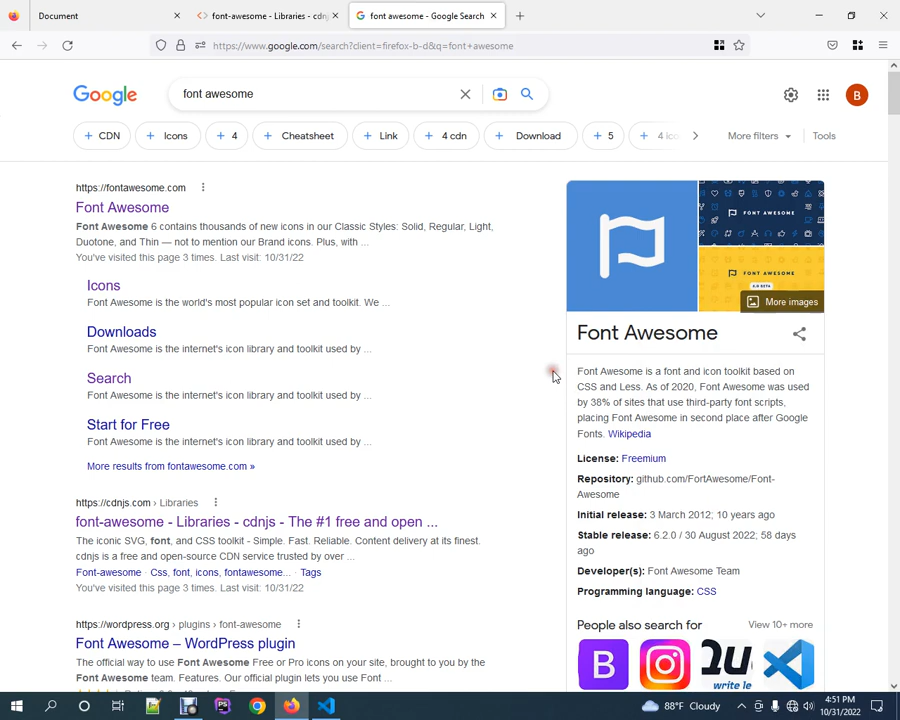 Document
font-awesome - Libraries - cdn
font awesome - Google Search
https://www.google.com/search?client=firefox-b-d&q=font+awesome
Google
font awesome
B
CDN
Icons
4
Cheatsheet
Link
4 cdn
Download
5
4 ico
More filters
Tools
https://fontawesome.com
Font Awesome
Font Awesome 6 contains thousands of new icons in our Classic Styles: Solid, Regular, Light,
Duotone, and Thin — not to mention our Brand icons. Plus, with ...
You've visited this page 3 times. Last visit: 10/31/22
Icons
Font Awesome is the world's most popular icon set and toolkit. We ...
Downloads
Font Awesome is the internet's icon library and toolkit used by ...
Search
Font Awesome is the internet's icon library and toolkit used by ...
Start for Free
Font Awesome is the internet's icon library and toolkit used by ...
More results from fontawesome.com »
https://cdnjs.com › Libraries
font-awesome - Libraries - cdnjs - The #1 free and open ...
The iconic SVG, font, and CSS toolkit - Simple. Fast. Reliable. Content delivery at its finest.
cdnjs is a free and open-source CDN service trusted by over ...
Font-awesome · Css, font, icons, fontawesome... · Tags
You've visited this page 3 times. Last visit: 10/31/22
https://wordpress.org › plugins › font-awesome
Font Awesome – WordPress plugin
The official way to use Font Awesome Free or Pro icons on your site, brought to you by the
Font Awesome team. Features. Our official plugin lets you use Font ...
FONT AWESOME
FONT AWESOME
More images
Font Awesome
Font Awesome is a font and icon toolkit based on
CSS and Less. As of 2020, Font Awesome was used
by 38% of sites that use third-party font scripts,
placing Font Awesome in second place after Google
Fonts. Wikipedia
License: Freemium
Repository: github.com/FortAwesome/Font-
Awesome
Initial release: 3 March 2012; 10 years ago
Stable release: 6.2.0 / 30 August 2022; 58 days
ago
Developer(s): Font Awesome Team
Programming language: CSS
People also search for
View 10+ more
B
write le
88°F Cloudy
4:51 PM
10/31/2022